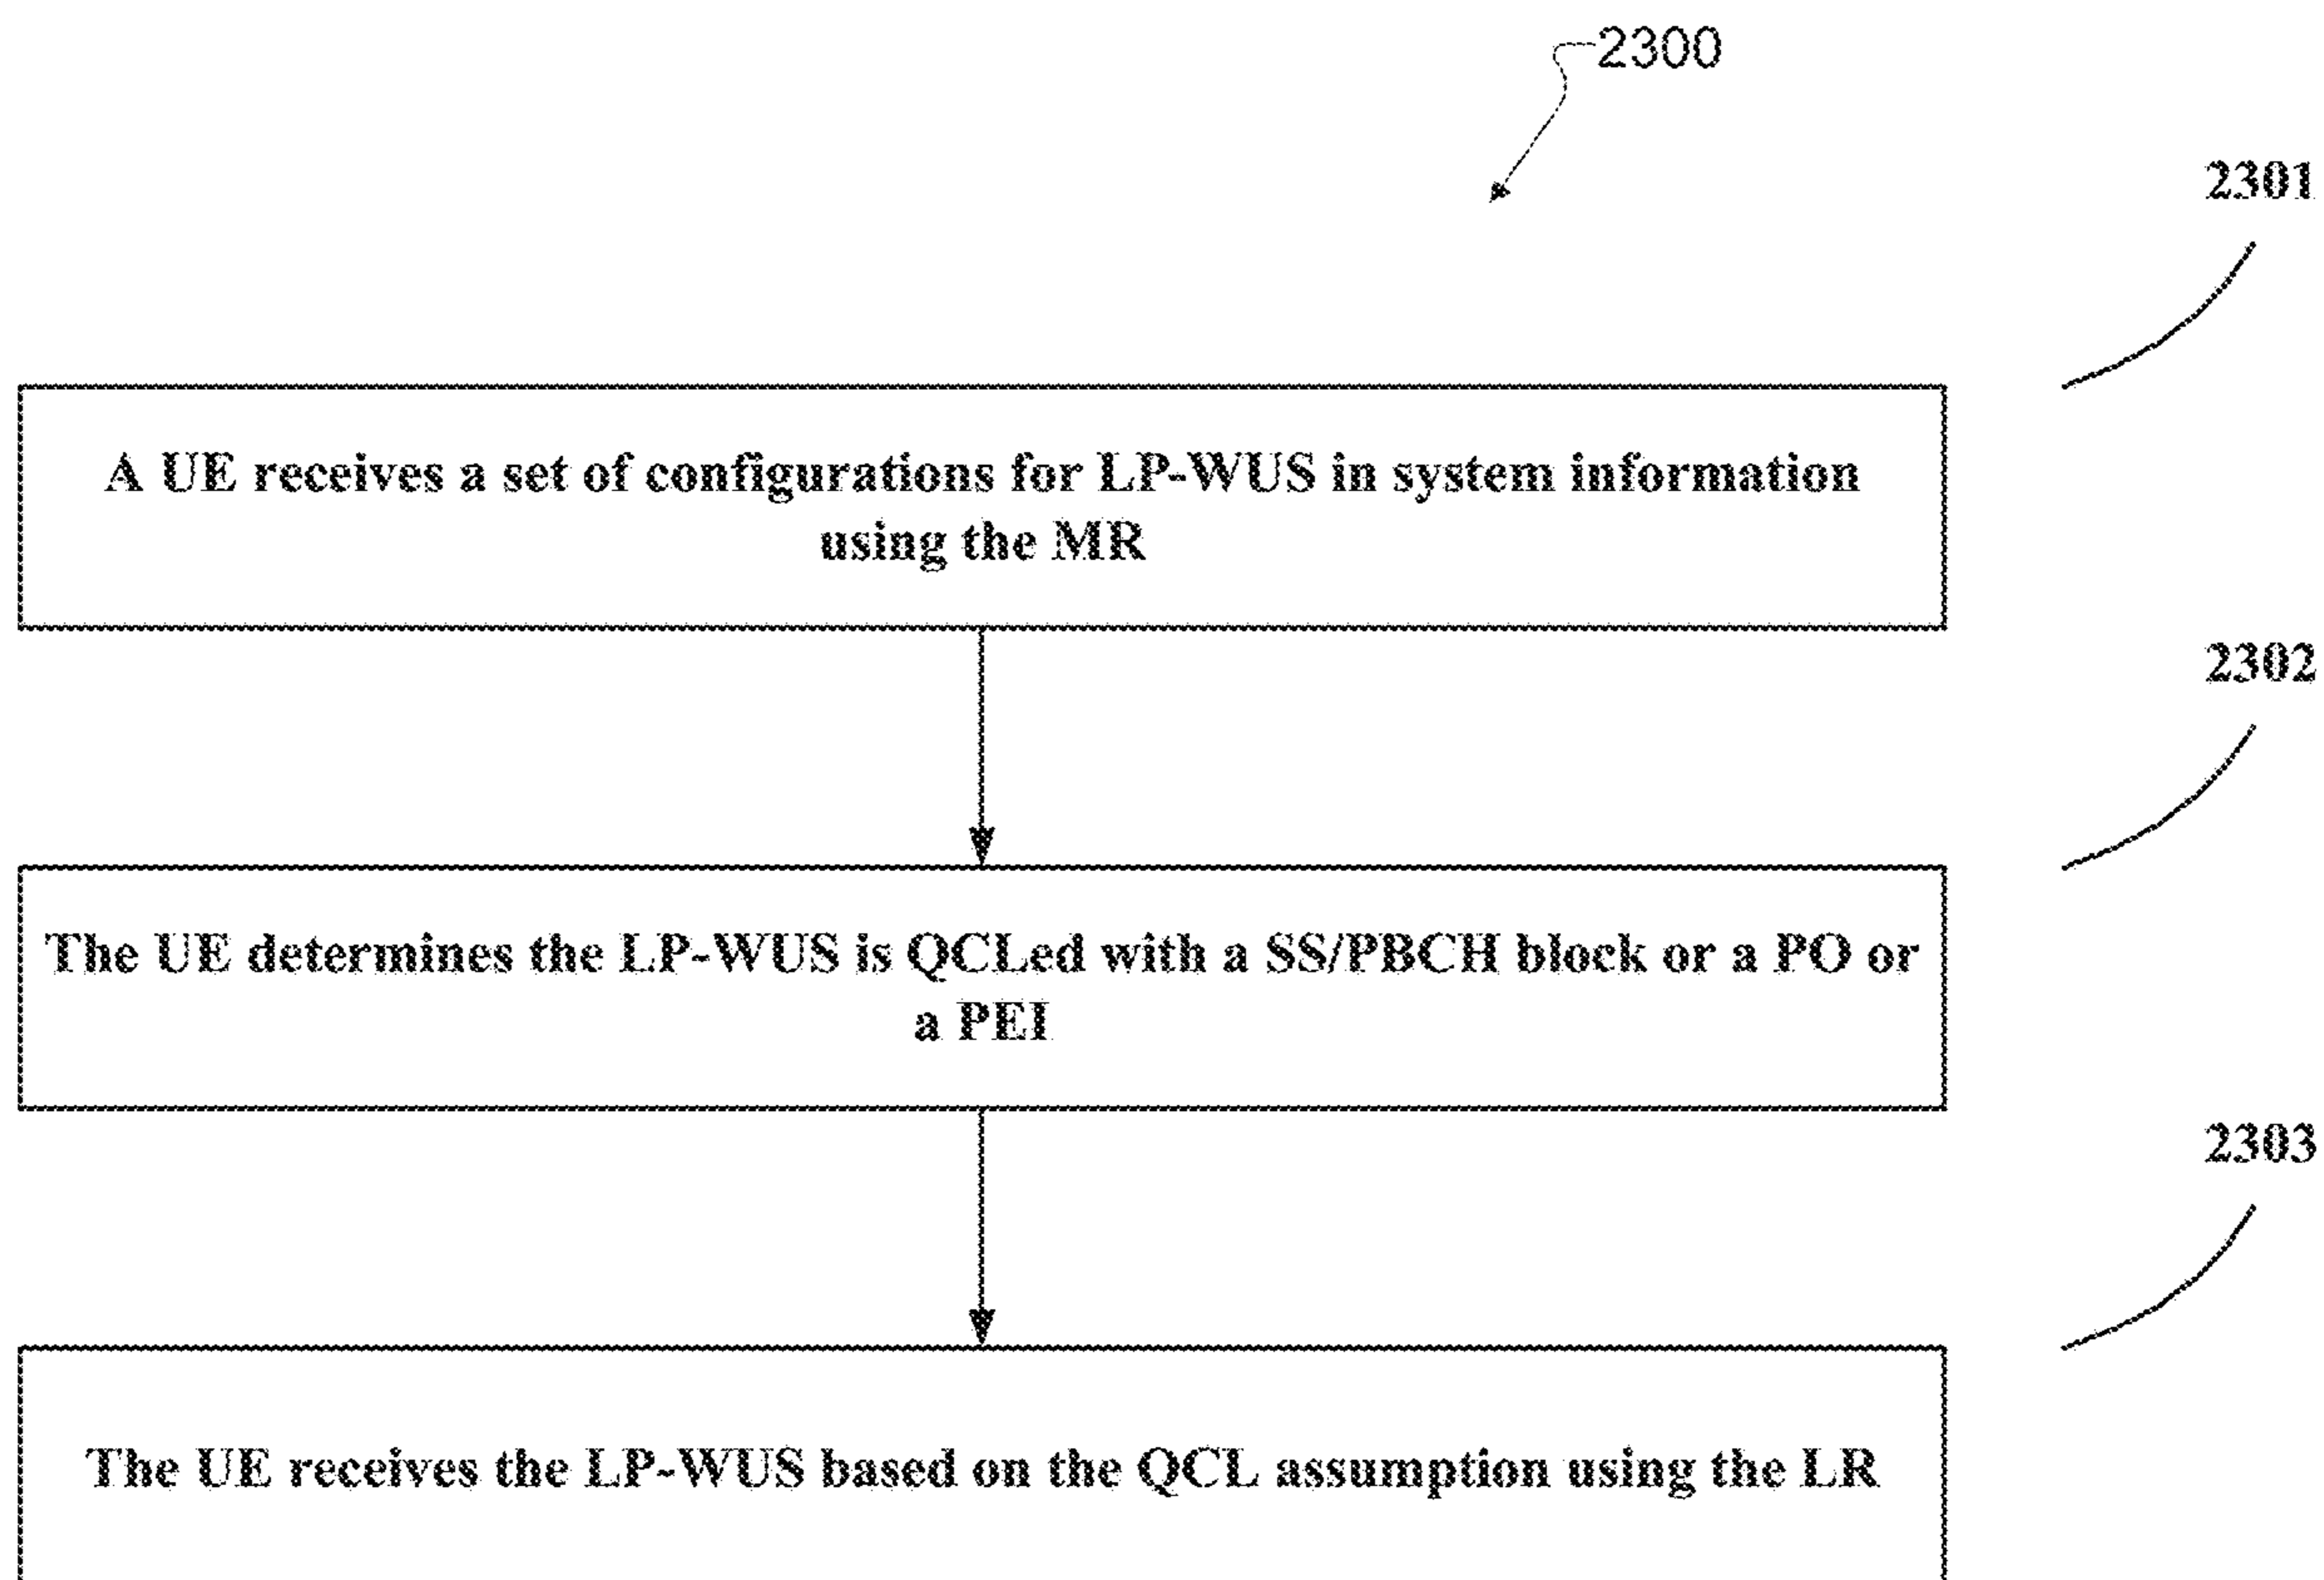 2300
2301
A UE receives a set of configurations for LP-WUS in system information
using the MR
2302
The UE determines the LP-WUS is QCLed with a SS/PBCH block or a PO or
a PEI
2303
The UE receives the LP-WUS based on the QCL assumption using the LR